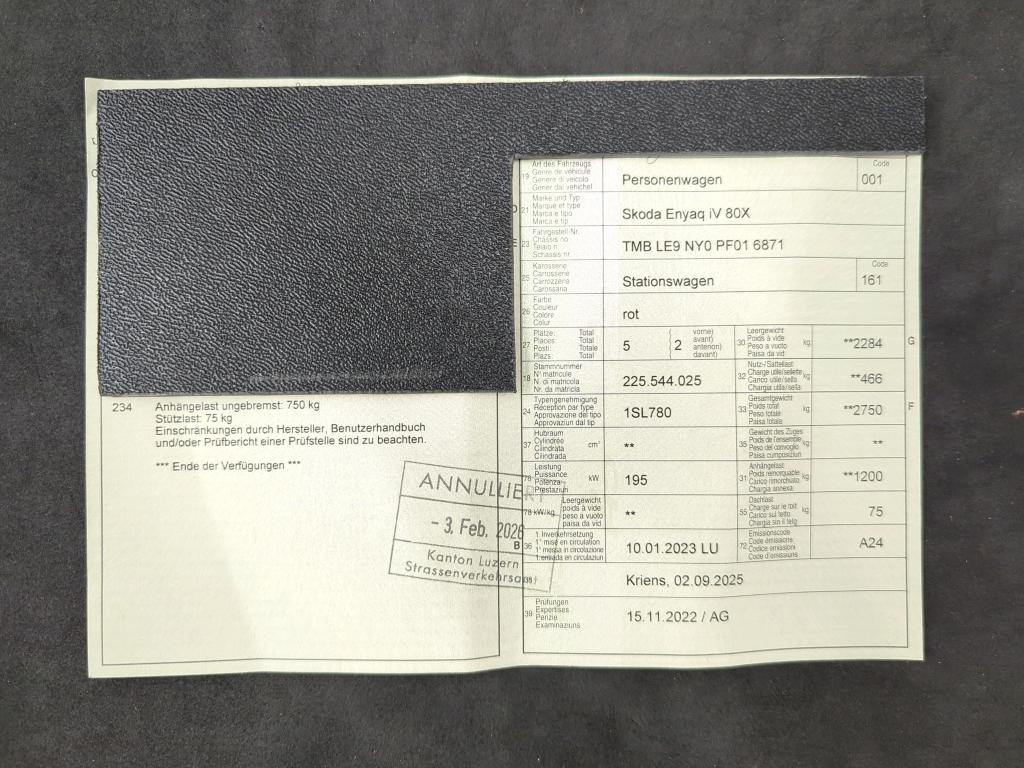 19 Art des Fahrzeugs
Genre de véhicule
Genere di veicolo
Gener dal vehichel
Personenwagen
Code
001
D 21 Marke und Typ
Marque et type
Marca e tipo
Marca e tip
Skoda Enyaq iV 80X
E 23 Fahrgestell-Nr.
Châssis no
Telaio n.
Schassis nr.
TMB LE9 NY0 PF01 6871
25 Karosserie
Carrosserie
Carrozzeria
Carossaria
Stationswagen
Code
161
26 Farbe
Couleur
Colore
Colur
rot
27 Plätze: Total
Places: Total
Posti: Totale
Plazs: Total
5 ( 2
vorne)
avant)
anteriori)
davant)
30 Leergewicht
Poids à vide
Peso a vuoto
Paisa da vid
kg
**2284
G
18 Stammnummer
N° matricule
N. di matricola
Nr. da matricla
225.544.025
32 Nutz-/Sattellast
Charge utile/sellette
Carico utile/sella
Chargia utila/sella
kg
**466
24 Typengenehmigung
Réception par type
Approvazione del tipo
Approvaziun dal tip
1SL780
33 Gesamtgewicht
Poids total
Peso totale
Paisa totala
kg
**2750
F
37 Hubraum
Cylindrée
Cilindrata
Cilindrada
cm³
**
35 Gewicht des Zuges
Poids de l'ensemble
Peso del convoglio
Paisa cumposiziun
kg
**
76 Leistung
Puissance
Potenza
Prestaziun
kW
195
31 Anhängelast
Poids remorquable
Carico rimorchiato
Chargia annexa
kg
**1200
78 kW/kg
Leergewicht
poids à vide
peso a vuoto
paisa da vid
**
55 Dachlast
Charge sur le toit
Carico sul tetto
Chargia sin il tetg
kg
75
B 36 1. Inverkehrsetzung
1re mise en circulation
1a messa in circolazione
1. entrada en circulaziun
10.01.2023 LU
72 Emissionscode
Code émissions
Codice emissioni
Code d'emissiuns
A24
38
Kriens, 02.09.2025
39 Prüfungen
Expertises
Perizie
Examinaziuns
15.11.2022 / AG
234 Anhängelast ungebremst: 750 kg
Stützlast: 75 kg
Einschränkungen durch Hersteller, Benutzerhandbuch
und/oder Prüfbericht einer Prüfstelle sind zu beachten.
*** Ende der Verfügungen ***
ANNULLIERT
- 3. Feb. 2026
Kanton Luzern
Strassenverkehrsamt